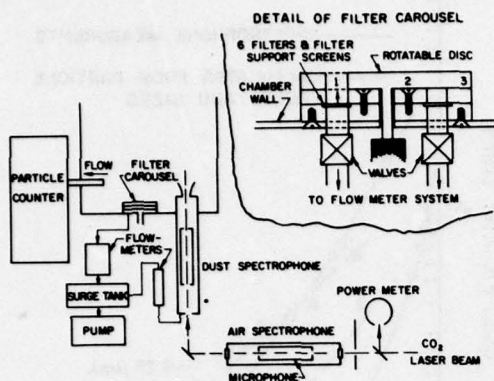 DETAIL OF FILTER CAROUSEL
6 FILTERS & FILTER
SUPPORT SCREENS
ROTATABLE DISC
2
3
CHAMBER
WALL
VALVES
TO FLOW METER SYSTEM
FLOW
PARTICLE
COUNTER
FILTER
CAROUSEL
FLOW-
METERS
DUST SPECTROPHONE
SURGE TANK
PUMP
POWER METER
AIR SPECTROPHONE
CO2
LASER BEAM
MICROPHONE